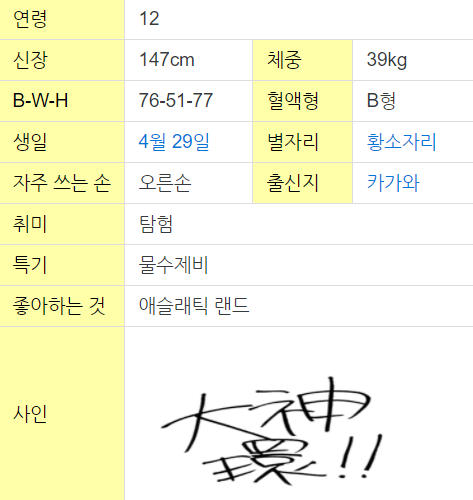 연령 12
신장 147cm 체중 39kg
B-W-H 76-51-77 혈액형 B형
생일 4월 29일 별자리 황소자리
자주 쓰는 손 오른손 출신지 카가와
취미 탐험
특기 물수제비
좋아하는 것 애슬래틱 랜드
사인 大神
環!!